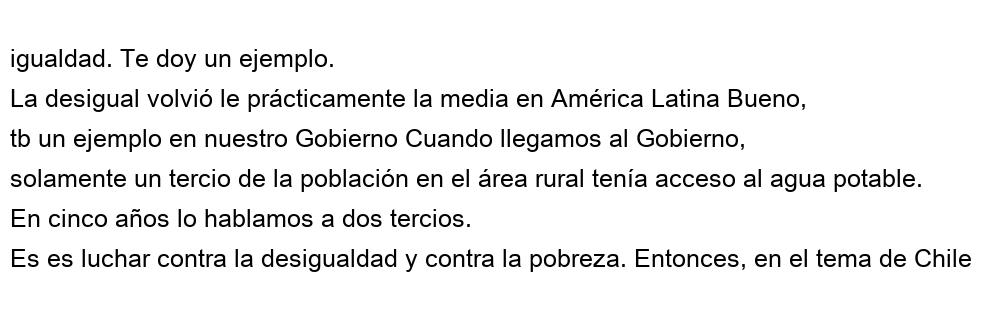 igualdad. Te doy un ejemplo.
La desigual volvió le prácticamente la media en América Latina Bueno,
tb un ejemplo en nuestro Gobierno Cuando llegamos al Gobierno,
solamente un tercio de la población en el área rural tenía acceso al agua potable.
En cinco años lo hablamos a dos tercios.
Es es luchar contra la desigualdad y contra la pobreza. Entonces, en el tema de Chile